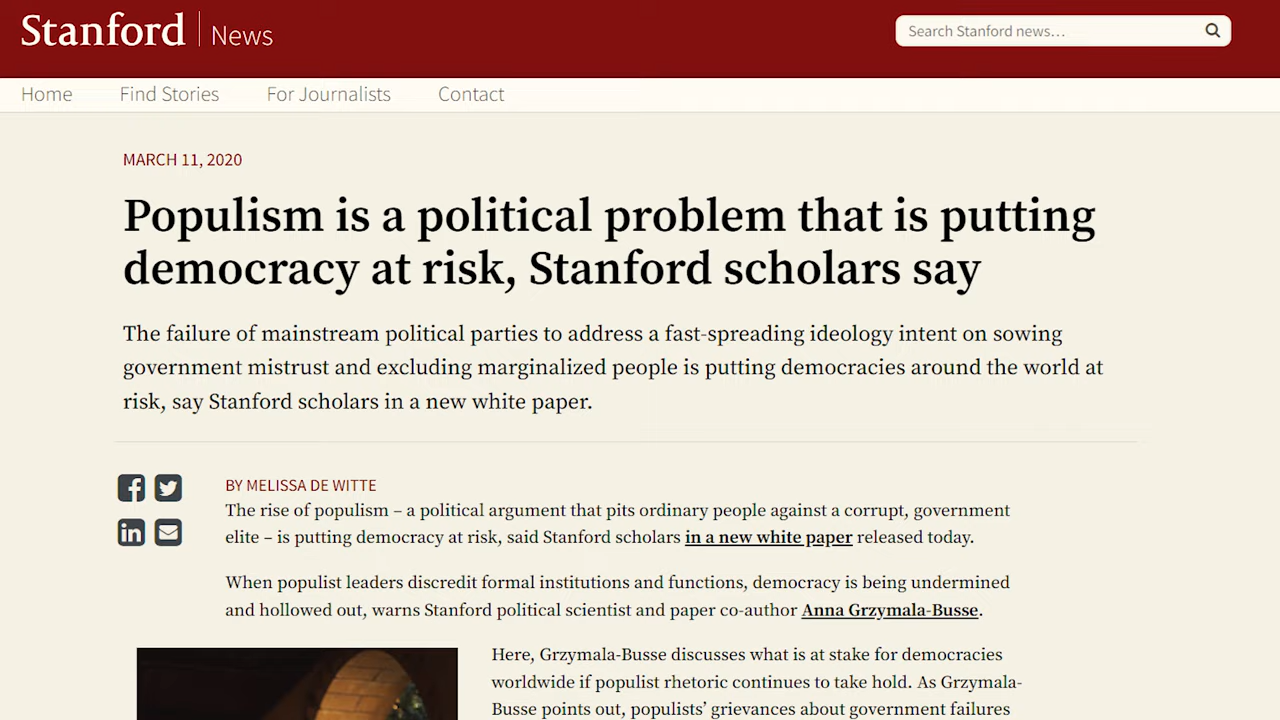 Stanford | News
Search Stanford news…
Home
Find Stories
For Journalists
Contact
MARCH 11, 2020
Populism is a political problem that is putting
democracy at risk, Stanford scholars say
The failure of mainstream political parties to address a fast-spreading ideology intent on sowing
government mistrust and excluding marginalized people is putting democracies around the world at
risk, say Stanford scholars in a new white paper.
BY MELISSA DE WITTE
The rise of populism – a political argument that pits ordinary people against a corrupt, government
elite – is putting democracy at risk, said Stanford scholars in a new white paper released today.
When populist leaders discredit formal institutions and functions, democracy is being undermined
and hollowed out, warns Stanford political scientist and paper co-author Anna Grzymala-Busse.
Here, Grzymala-Busse discusses what is at stake for democracies
worldwide if populist rhetoric continues to take hold. As Grzymala-
Busse points out, populists’ grievances about government failures